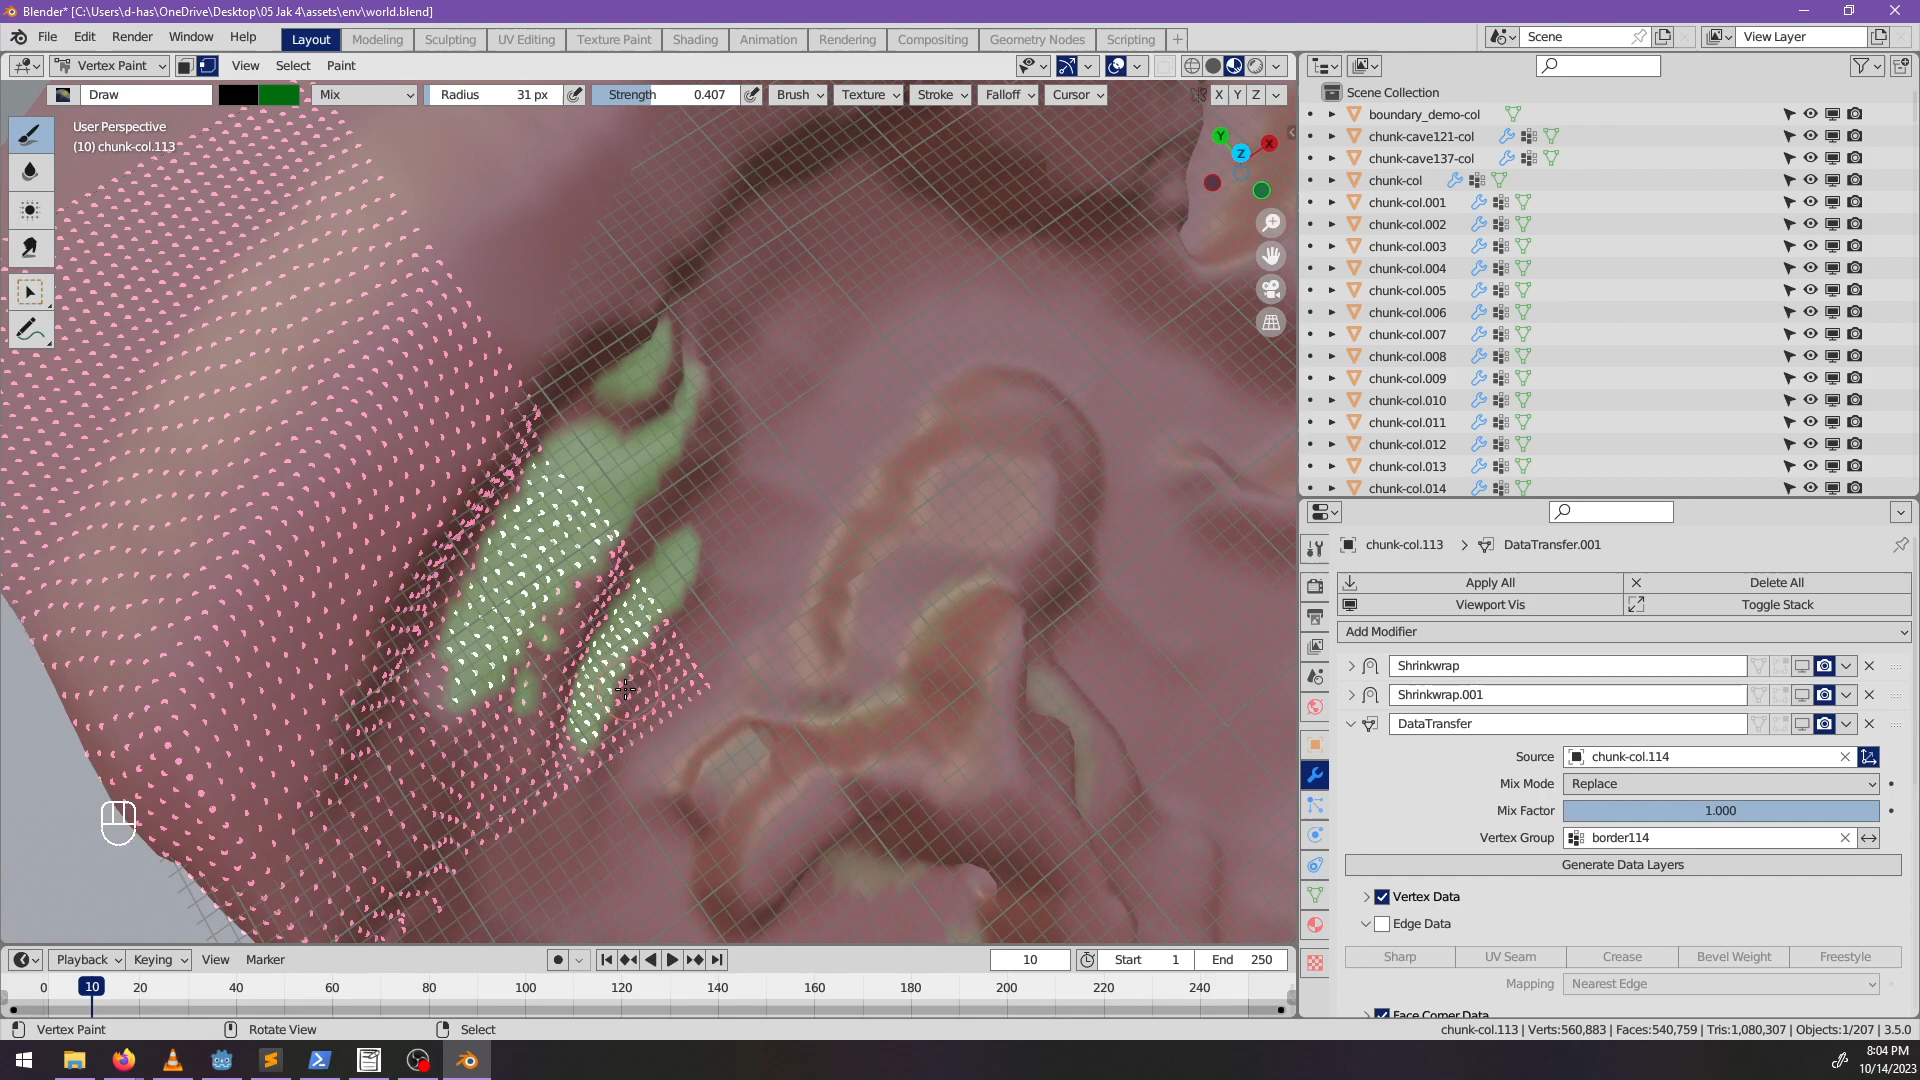 Blender* [C:\Users\d-has\OneDrive\Desktop\05 Jak 4\assets\env\world.blend]
File Edit Render Window Help Layout Modeling Sculpting UV Editing Texture Paint Shading Animation Rendering Compositing Geometry Nodes Scripting + Scene View Layer
Vertex Paint View Select Paint
Draw Mix Radius 31 px Strength 0.407 Brush Texture Stroke Falloff Cursor X Y Z
User Perspective
(10) chunk-col.113
Y X Z
Scene Collection
boundary_demo-col
chunk-cave121-col
chunk-cave137-col
chunk-col
chunk-col.001
chunk-col.002
chunk-col.003
chunk-col.004
chunk-col.005
chunk-col.006
chunk-col.007
chunk-col.008
chunk-col.009
chunk-col.010
chunk-col.011
chunk-col.012
chunk-col.013
chunk-col.014
chunk-col.113 > DataTransfer.001
Apply All Delete All
Viewport Vis Toggle Stack
Add Modifier
Shrinkwrap
Shrinkwrap.001
DataTransfer
Source chunk-col.114
Mix Mode Replace
Mix Factor 1.000
Vertex Group border114
Generate Data Layers
Vertex Data
Edge Data
Sharp UV Seam Crease Bevel Weight Freestyle
Mapping Nearest Edge
Face Corner Data
Playback Keying View Marker 10 Start 1 End 250
0 10 20 40 60 80 100 120 140 160 180 200 220 240
Vertex Paint Rotate View Select chunk-col.113 | Verts:560,883 | Faces:540,759 | Tris:1,080,307 | Objects:1/207 | 3.5.0
8:04 PM
10/14/2023